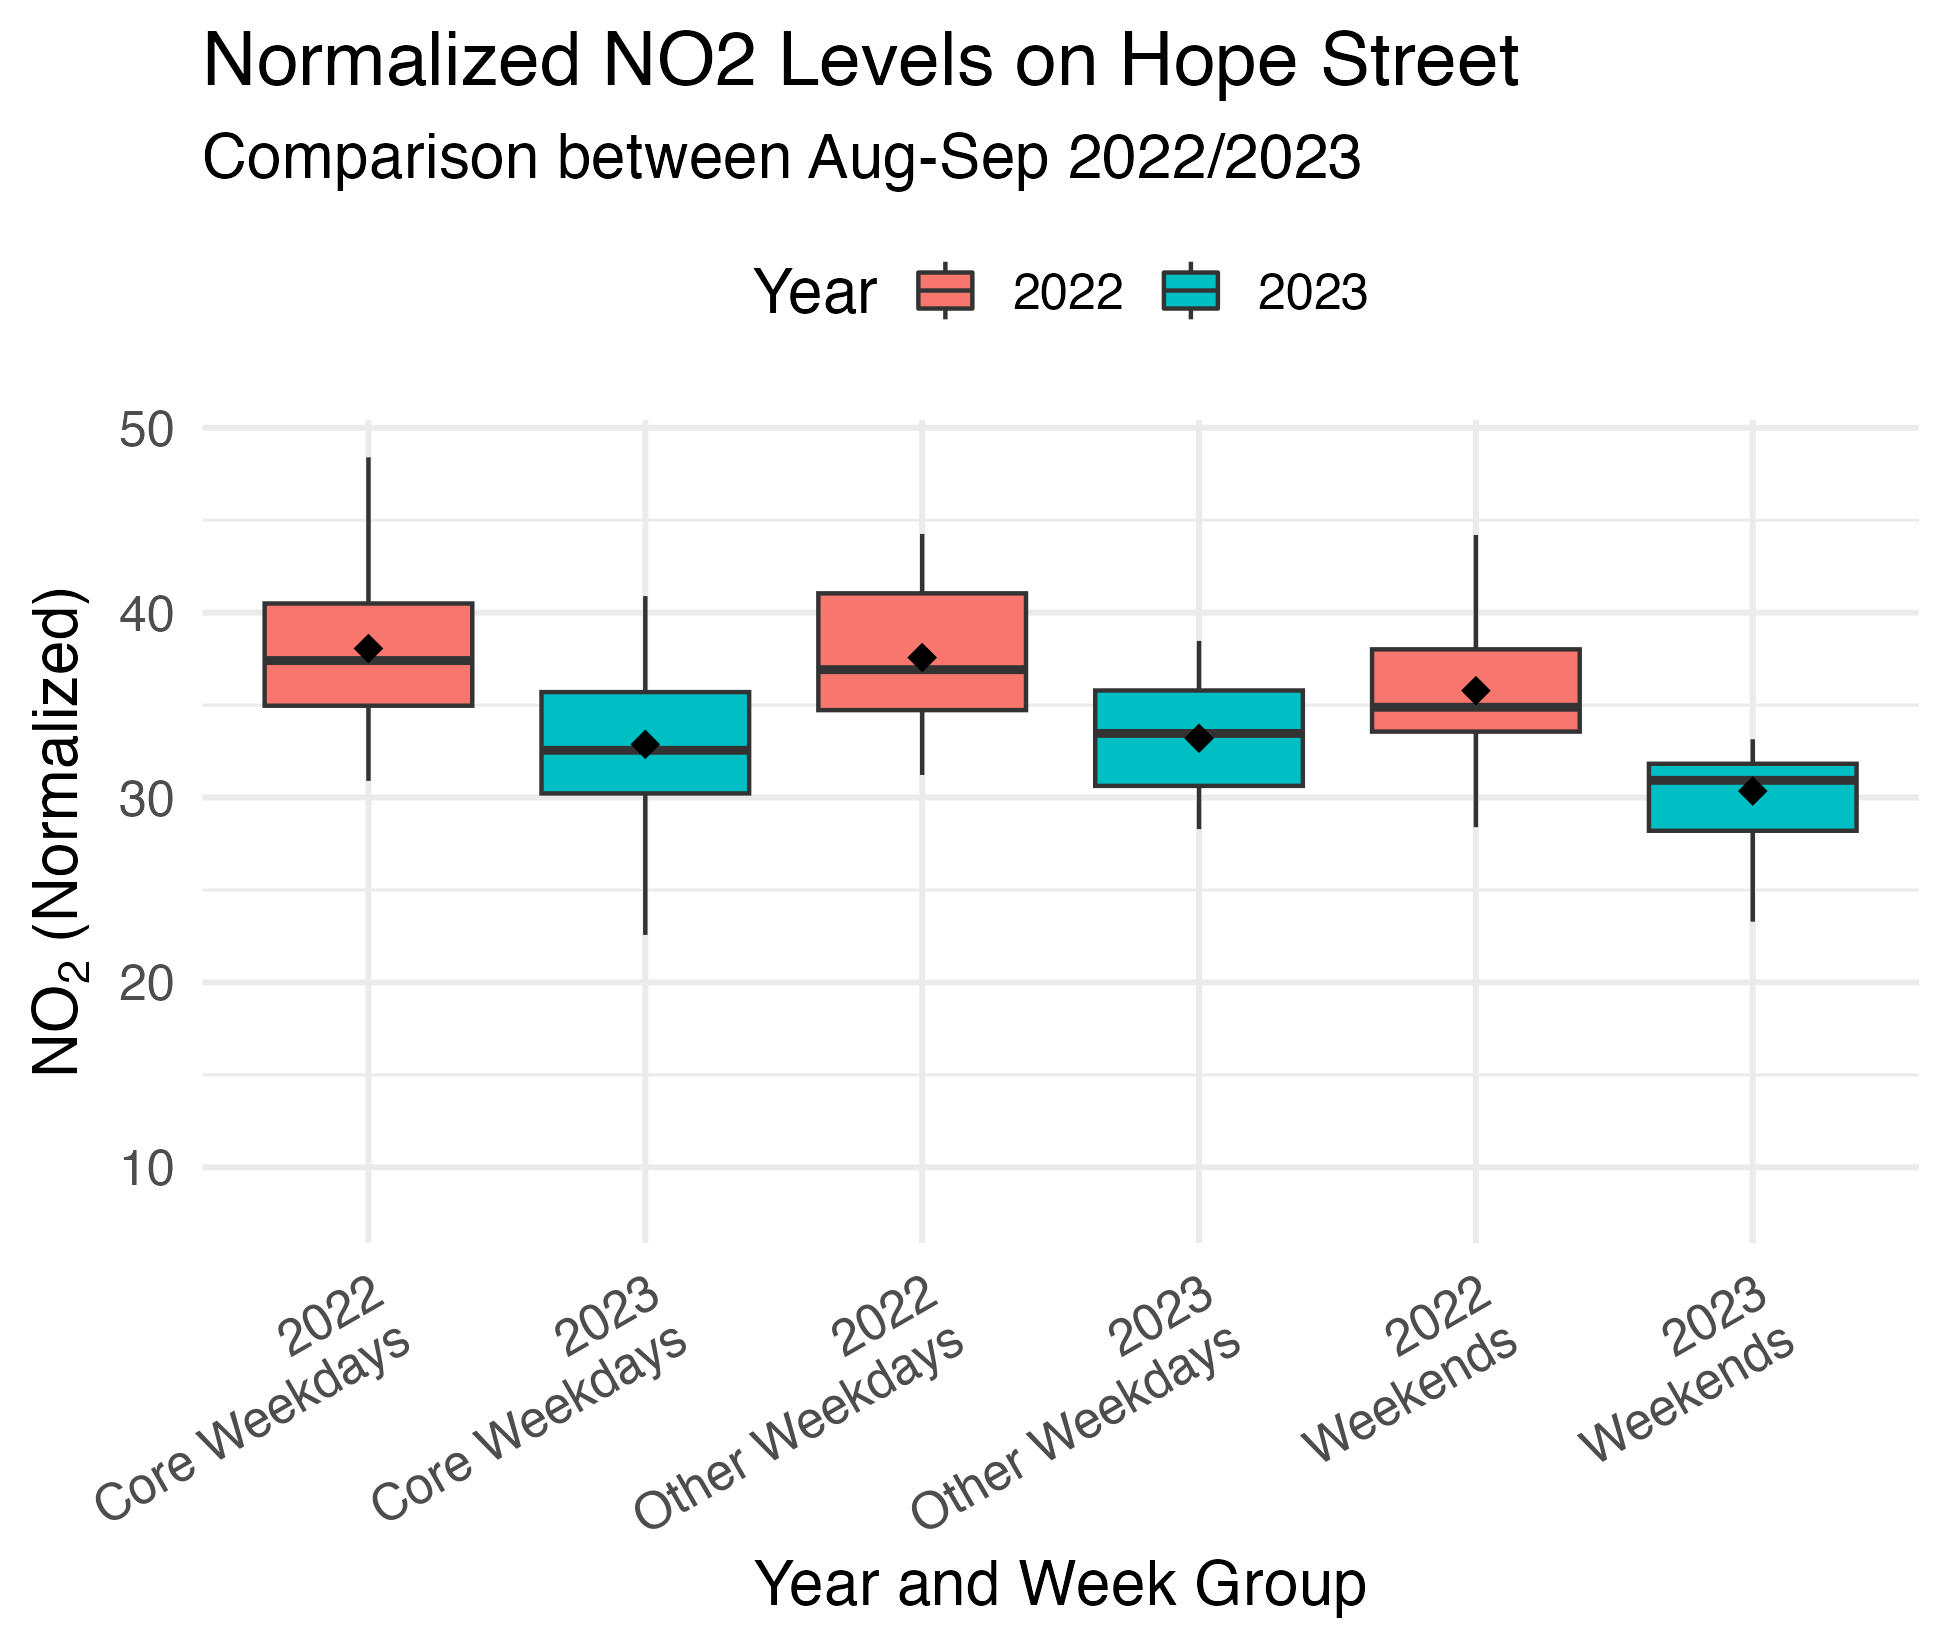 Normalized NO2 Levels on Hope Street
Comparison between Aug-Sep 2022/2023
Year 2022 2023
NO₂ (Normalized)
50
40
30
20
10
2022
Core Weekdays
2023
Core Weekdays
2022
Other Weekdays
2023
Other Weekdays
2022
Weekends
2023
Weekends
Year and Week Group